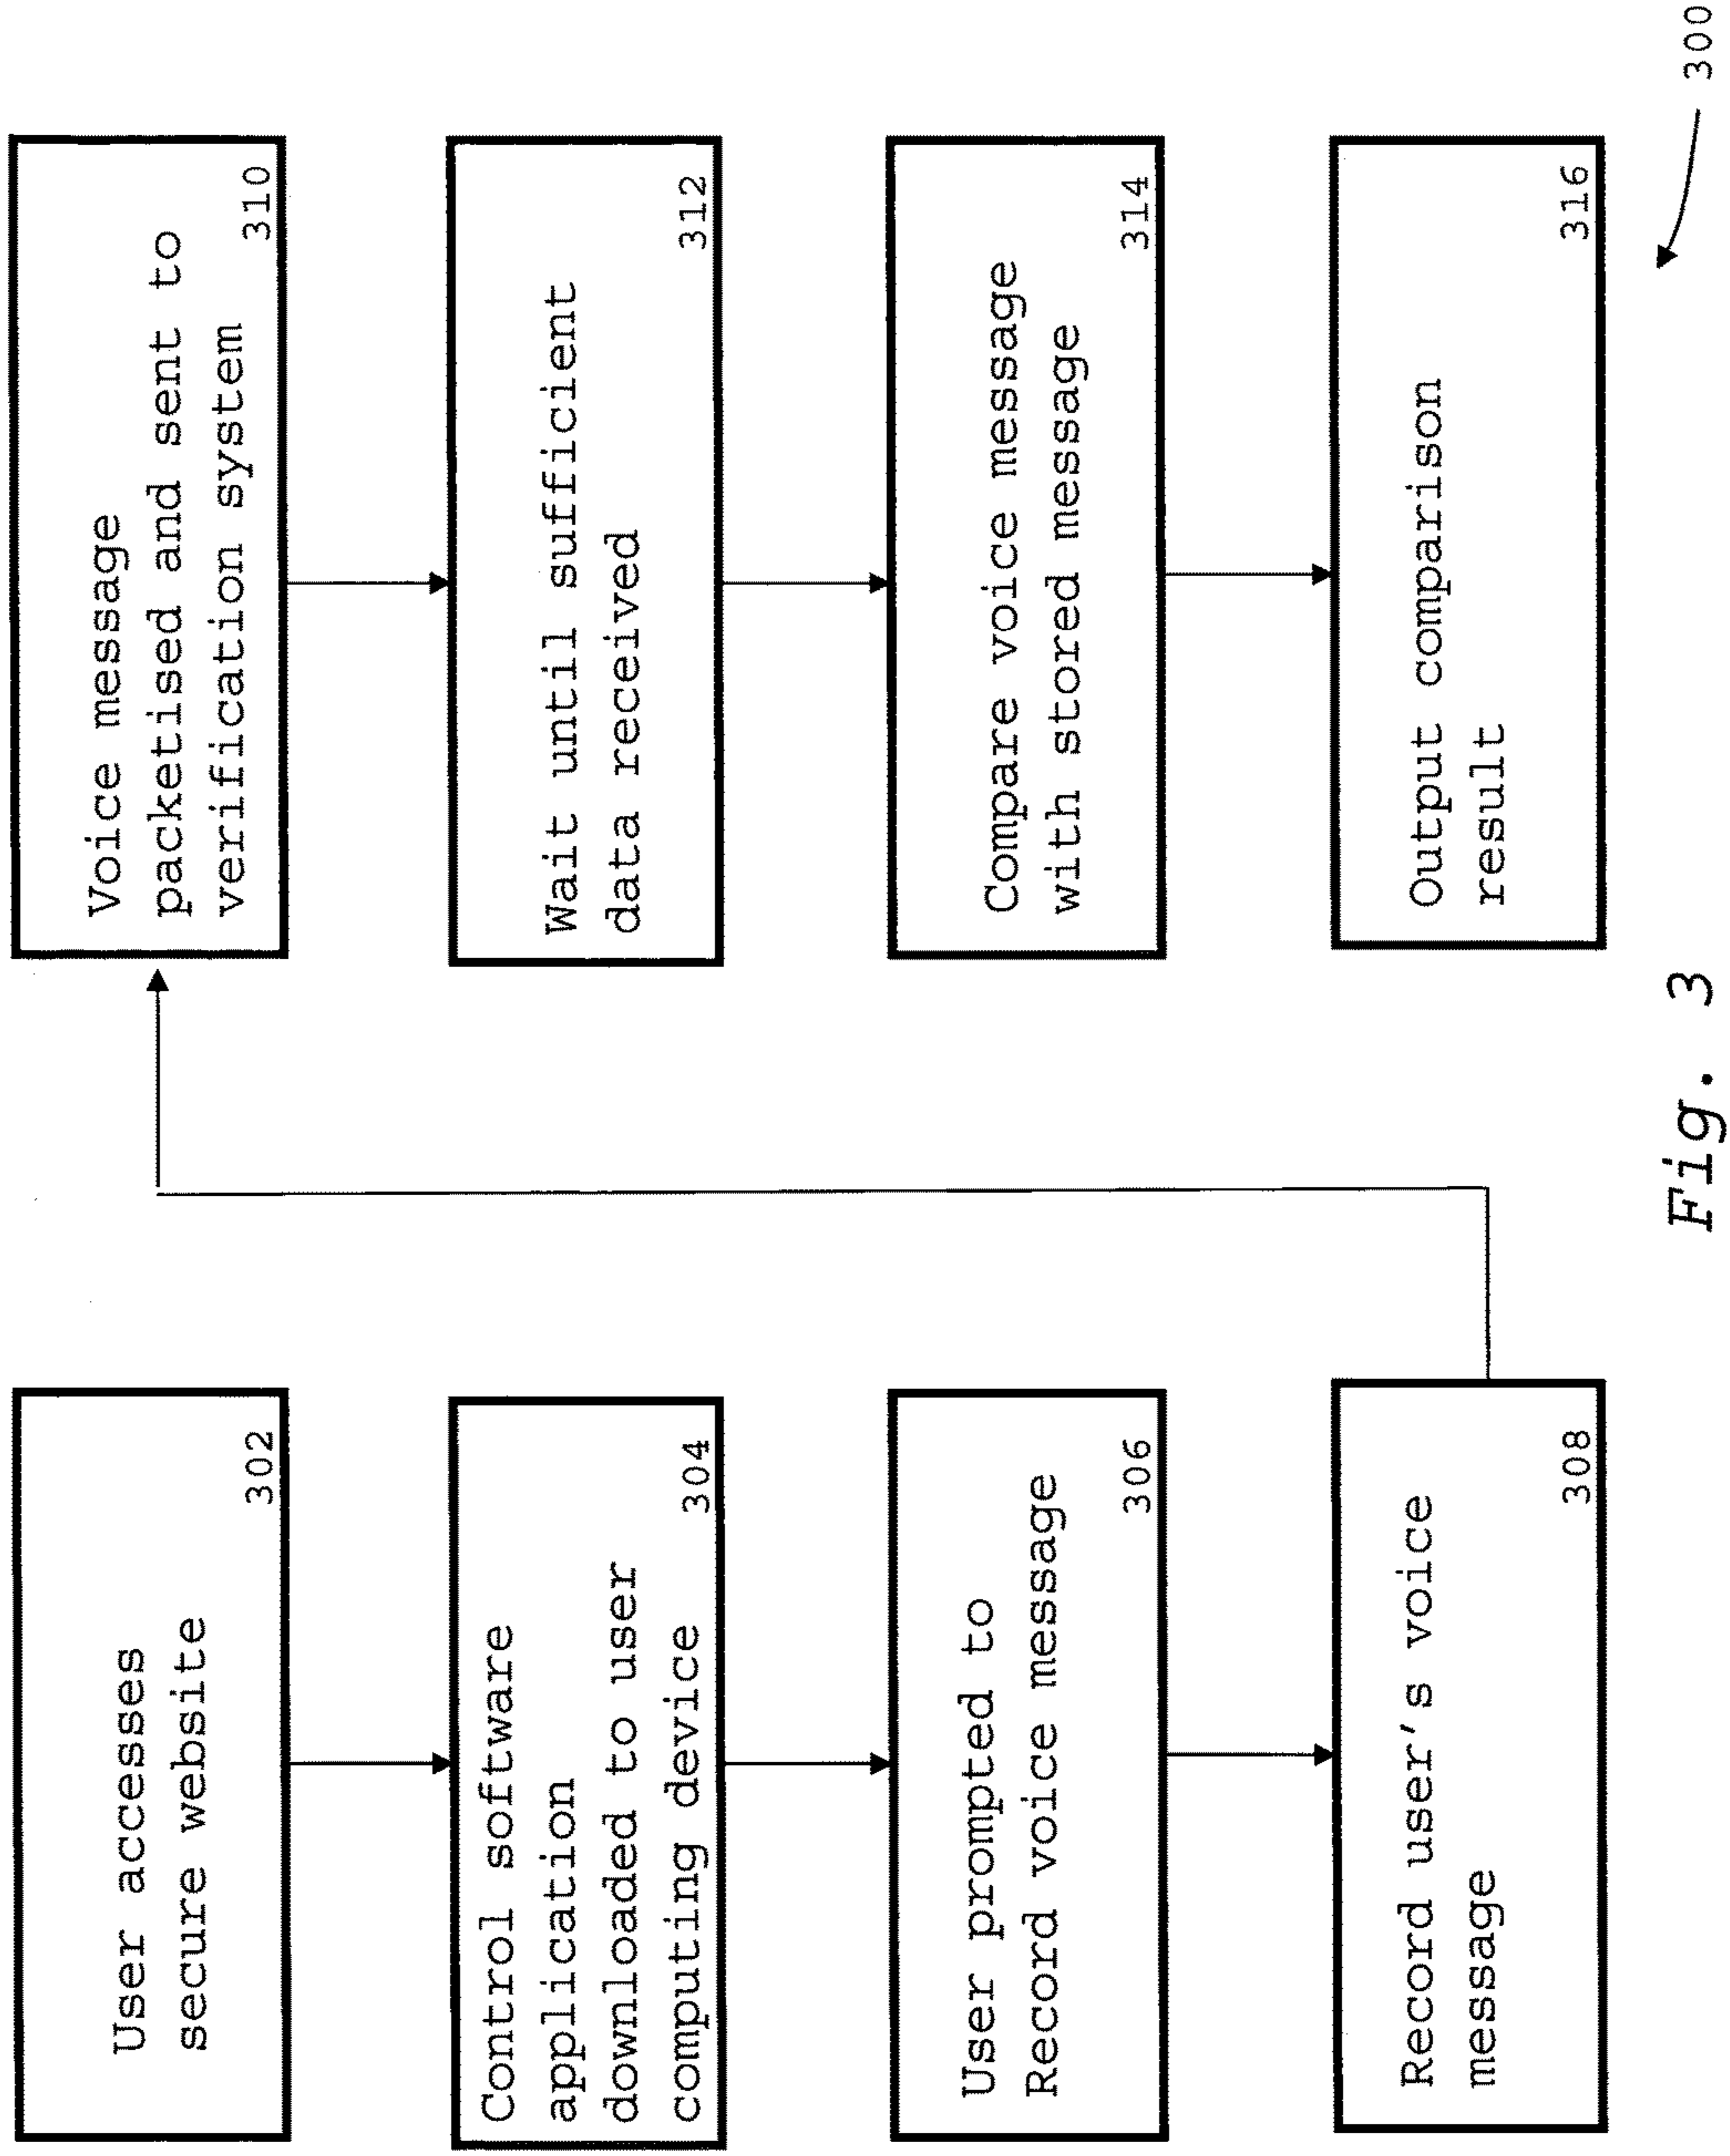 User accesses
secure website
302
Control software
application
downloaded to user
computing device
304
User prompted to
Record voice message
306
Record user's voice
message
308
Voice message
packetised and sent to
verification system
310
Wait until sufficient
data received
312
Compare voice message
with stored message
314
Output comparison
result
316
300
Fig. 3